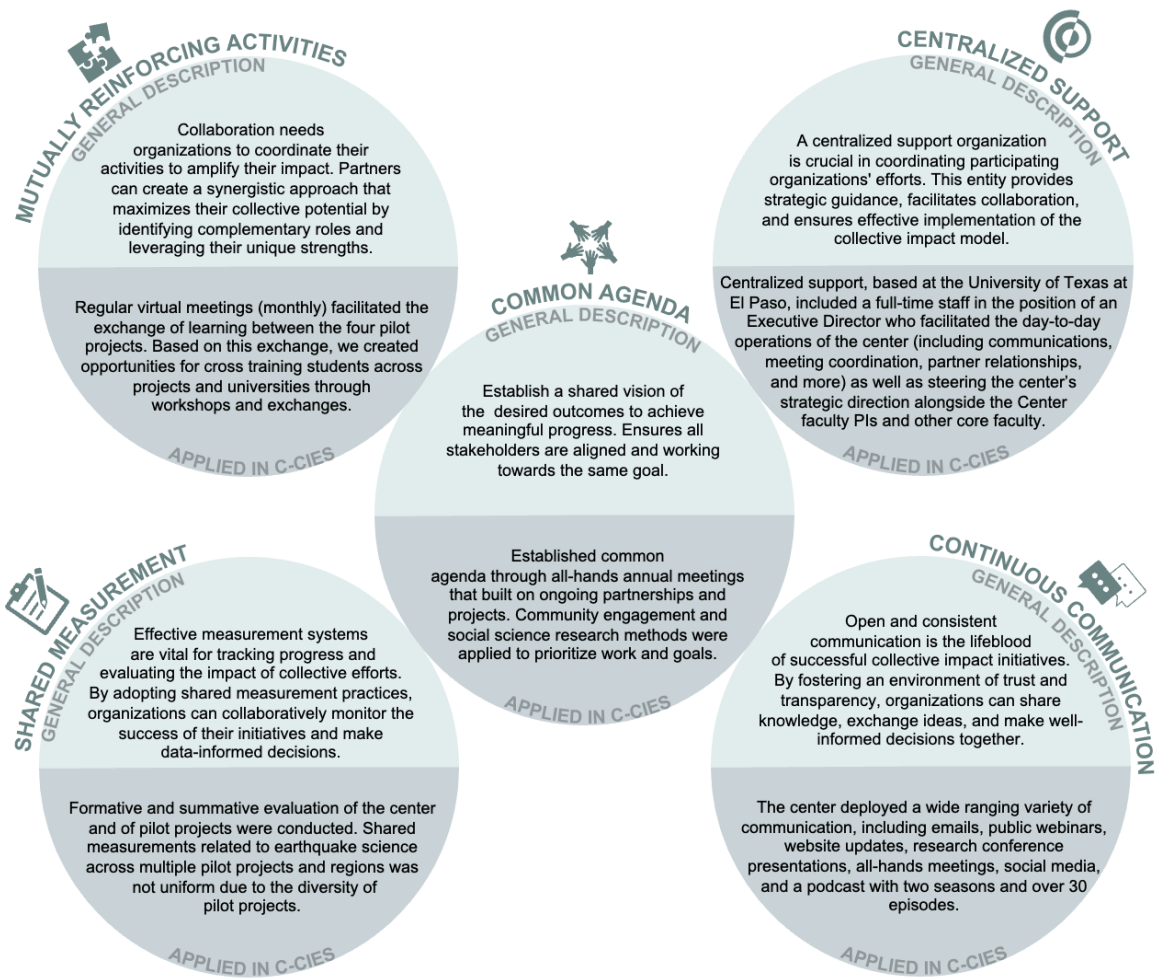 MUTUALLY REINFORCING ACTIVITIES
GENERAL DESCRIPTION
Collaboration needs
organizations to coordinate their
activities to amplify their impact. Partners
can create a synergistic approach that
maximizes their collective potential by
identifying complementary roles and
leveraging their unique strengths.
Regular virtual meetings (monthly) facilitated the
exchange of learning between the four pilot
projects. Based on this exchange, we created
opportunities for cross training students across
projects and universities through
workshops and exchanges.
APPLIED IN C-CIES
CENTRALIZED SUPPORT
GENERAL DESCRIPTION
A centralized support organization
is crucial in coordinating participating
organizations' efforts. This entity provides
strategic guidance, facilitates collaboration,
and ensures effective implementation of the
collective impact model.
Centralized support, based at the University of Texas at
El Paso, included a full-time staff in the position of an
Executive Director who facilitated the day-to-day
operations of the center (including communications,
meeting coordination, partner relationships,
and more) as well as steering the center's
strategic direction alongside the Center
faculty PIs and other core faculty.
APPLIED IN C-CIES
COMMON AGENDA
GENERAL DESCRIPTION
Establish a shared vision of
the desired outcomes to achieve
meaningful progress. Ensures all
stakeholders are aligned and working
towards the same goal.
Established common
agenda through all-hands annual meetings
that built on ongoing partnerships and
projects. Community engagement and
social science research methods were
applied to prioritize work and goals.
APPLIED IN C-CIES
SHARED MEASUREMENT
GENERAL DESCRIPTION
Effective measurement systems
are vital for tracking progress and
evaluating the impact of collective efforts.
By adopting shared measurement practices,
organizations can collaboratively monitor the
success of their initiatives and make
data-informed decisions.
Formative and summative evaluation of the center
and of pilot projects were conducted. Shared
measurements related to earthquake science
across multiple pilot projects and regions was
not uniform due to the diversity of
pilot projects.
APPLIED IN C-CIES
CONTINUOUS COMMUNICATION
GENERAL DESCRIPTION
Open and consistent
communication is the lifeblood
of successful collective impact initiatives.
By fostering an environment of trust and
transparency, organizations can share
knowledge, exchange ideas, and make well-
informed decisions together.
The center deployed a wide ranging variety of
communication, including emails, public webinars,
website updates, research conference
presentations, all-hands meetings, social media,
and a podcast with two seasons and over 30
episodes.
APPLIED IN C-CIES